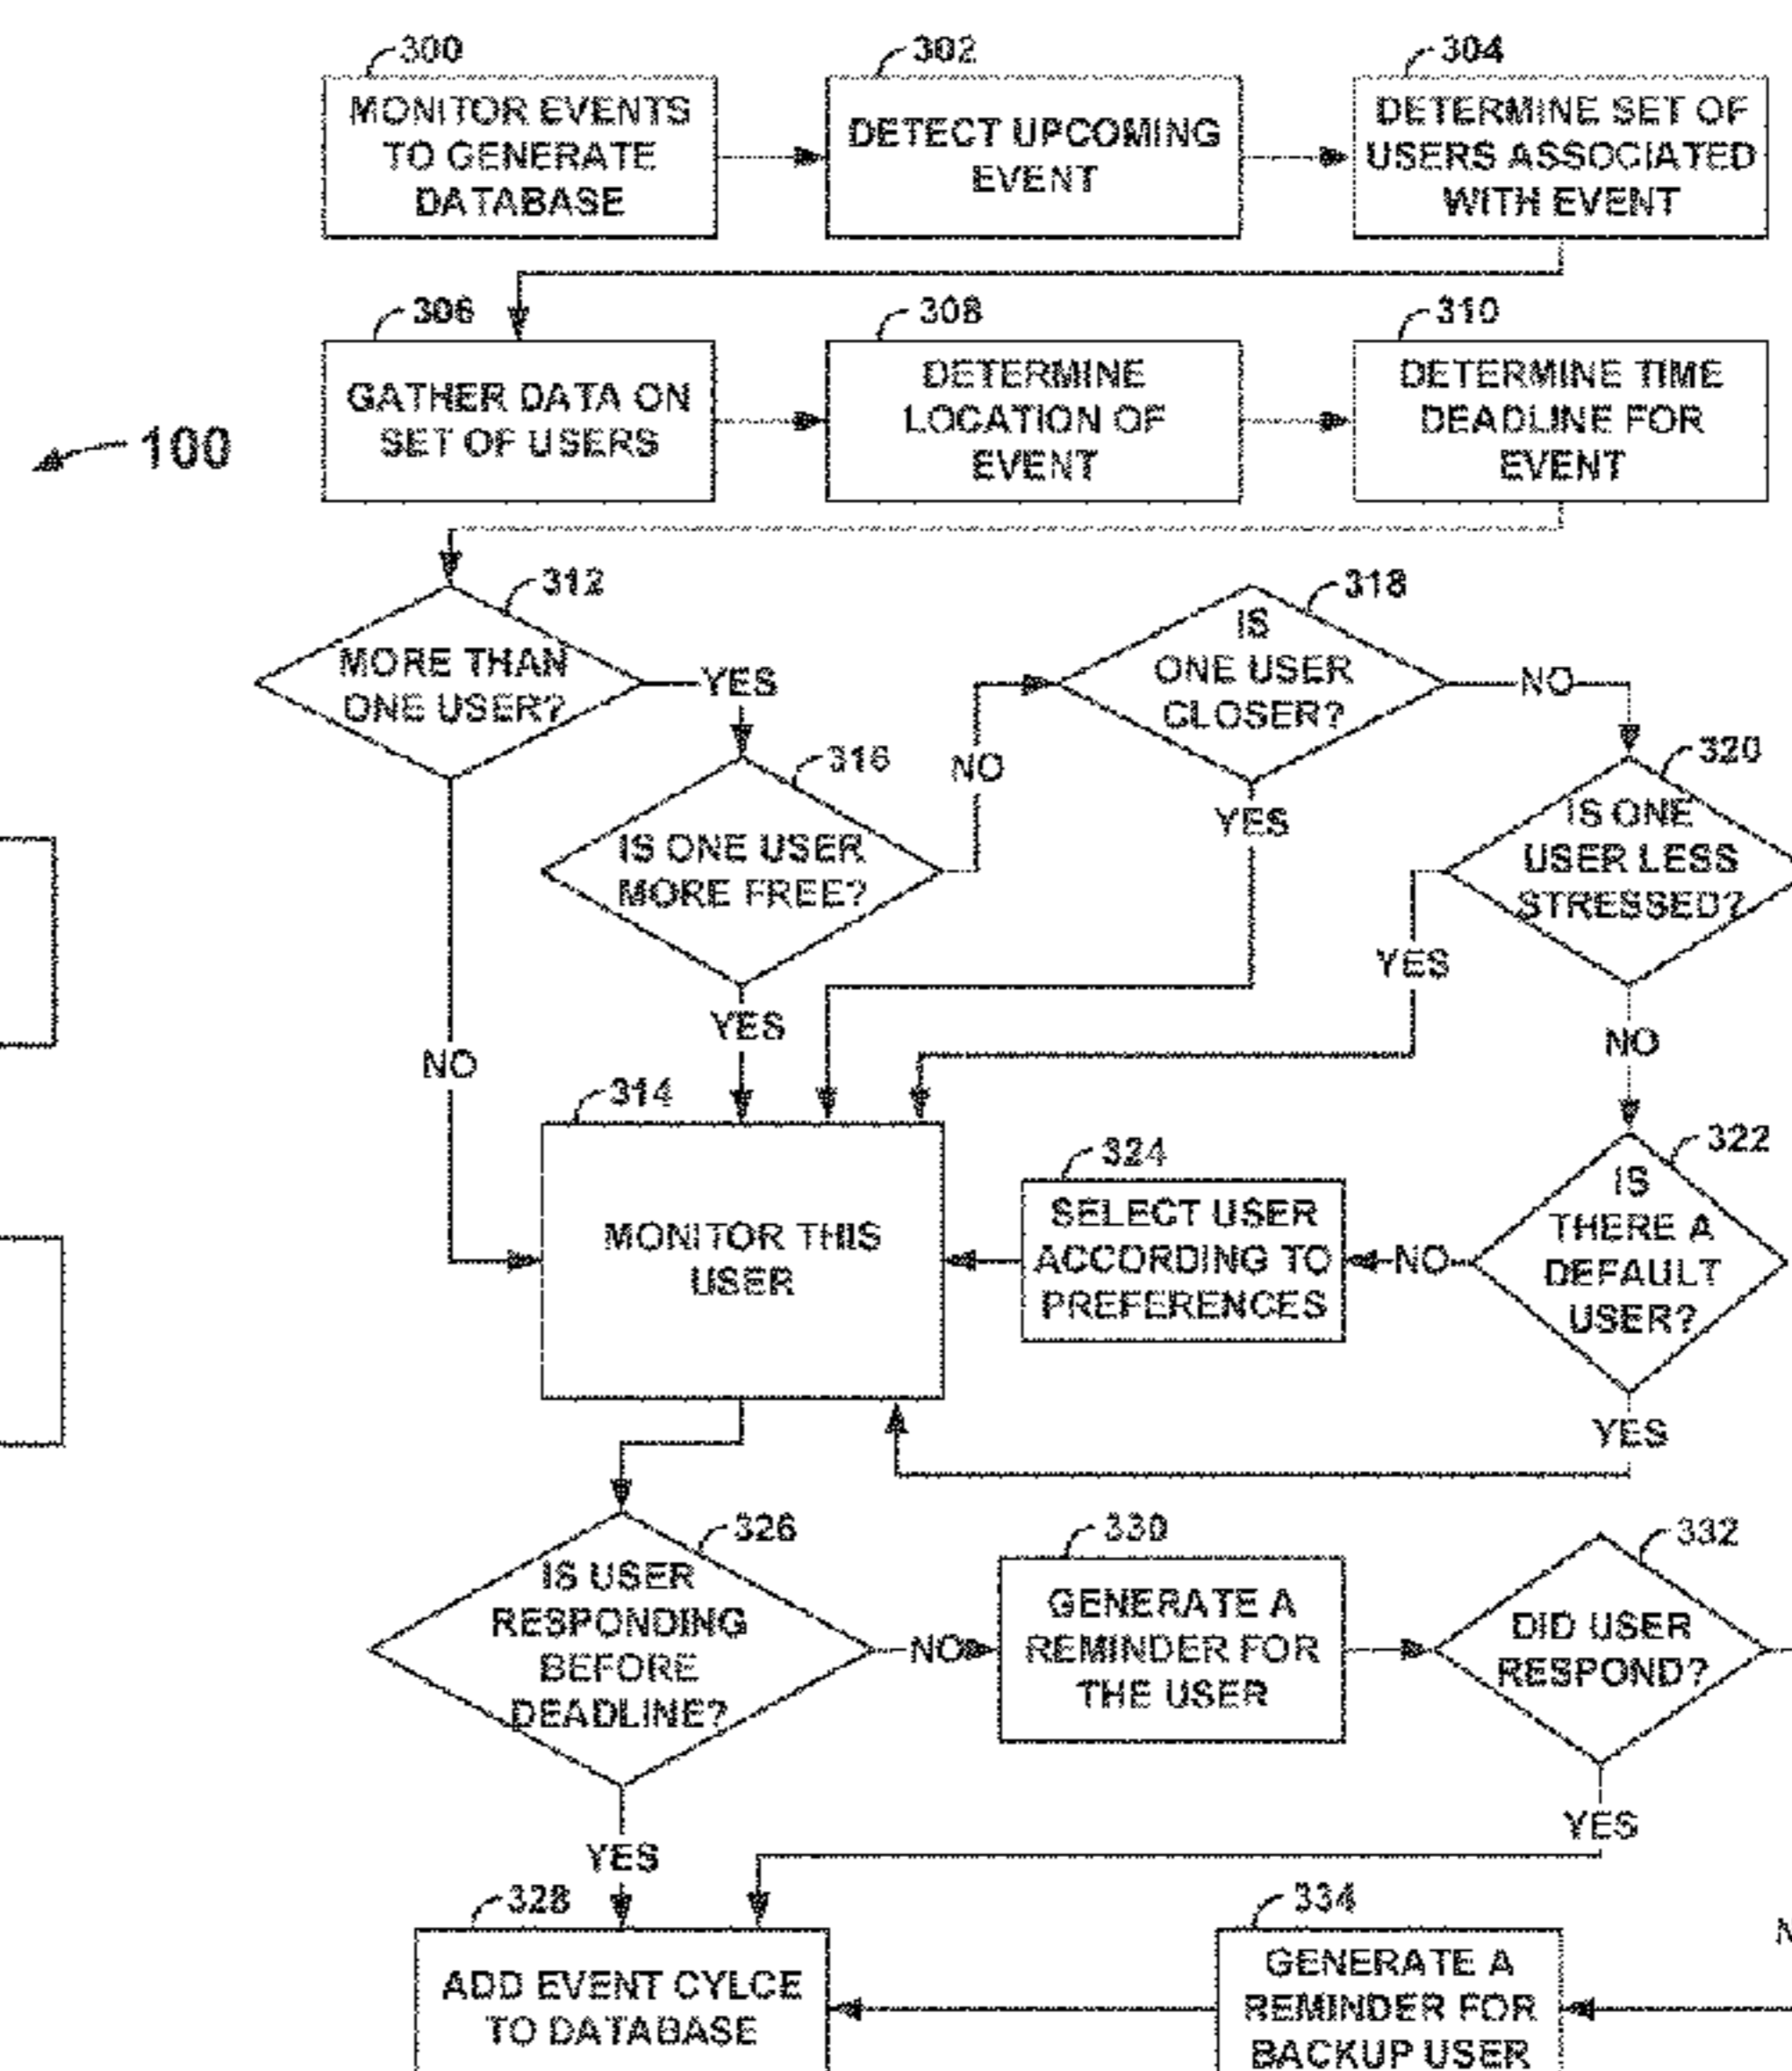 300
MONITOR EVENTS
TO GENERATE
DATABASE
302
DETECT UPCOMING
EVENT
304
DETERMINE SET OF
USERS ASSOCIATED
WITH EVENT
306
GATHER DATA ON
SET OF USERS
308
DETERMINE
LOCATION OF
EVENT
310
DETERMINE TIME
DEADLINE FOR
EVENT
100
312
MORE THAN
ONE USER?
YES
NO
316
IS ONE USER
MORE FREE?
NO
YES
318
IS
ONE USER
CLOSER?
NO
YES
320
IS ONE
USER LESS
STRESSED?
YES
NO
314
MONITOR THIS
USER
324
SELECT USER
ACCORDING TO
PREFERENCES
NO
322
IS
THERE A
DEFAULT
USER?
YES
326
IS USER
RESPONDING
BEFORE
DEADLINE?
NO
YES
330
GENERATE A
REMINDER FOR
THE USER
332
DID USER
RESPOND?
YES
328
ADD EVENT CYLCE
TO DATABASE
334
GENERATE A
REMINDER FOR
BACKUP USER